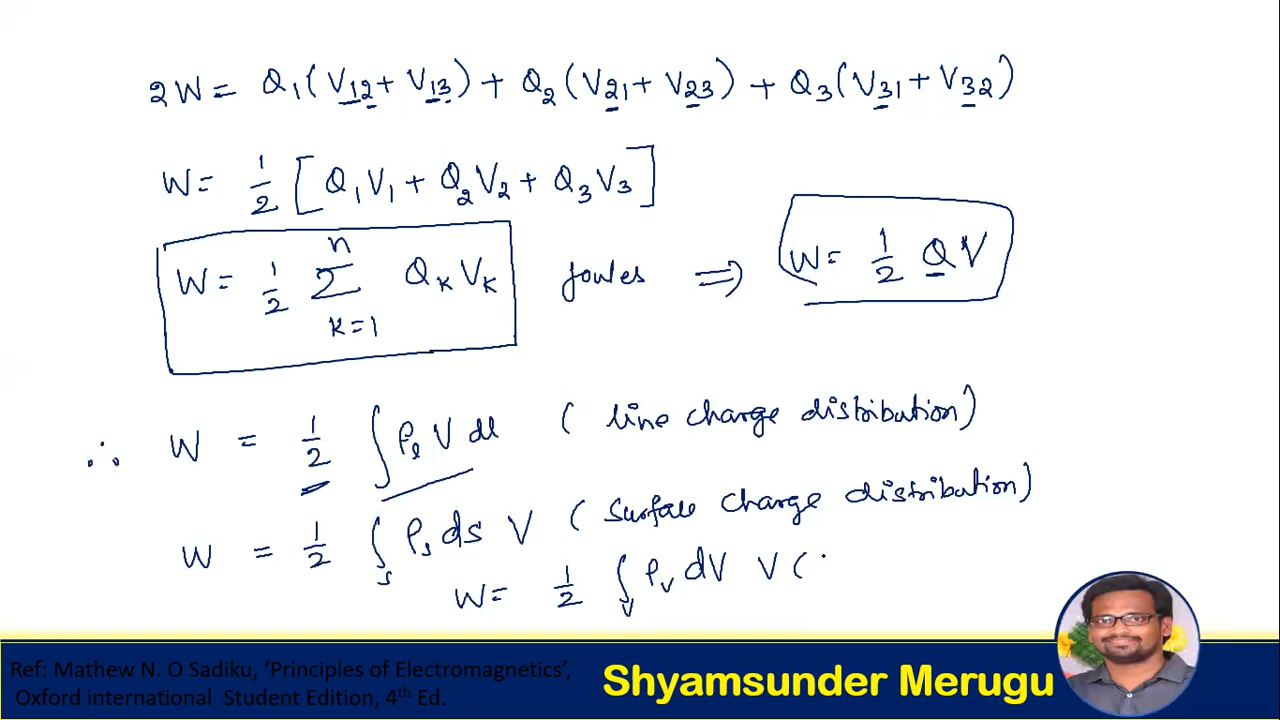 2W = Q₁(V₁₂ + V₁₃) + Q₂(V₂₁ + V₂₃) + Q₃(V₃₁ + V₃₂)
W = 1/2 [Q₁V₁ + Q₂V₂ + Q₃V₃]
W = 1/2 ∑ₖ₌₁ⁿ QₖVₖ joules ⇒ W = 1/2 QV
∴ W = 1/2 ∫ ρₗ V dl (line charge distribution)
W = 1/2 ∫ₛ ρₛ ds V (Surface charge distribution)
W = 1/2 ∫ᵥ ρᵥ dV V (
Ref: Mathew N. O Sadiku, ‘Principles of Electromagnetics’,
Oxford international Student Edition, 4th Ed.
Shyamsunder Merugu